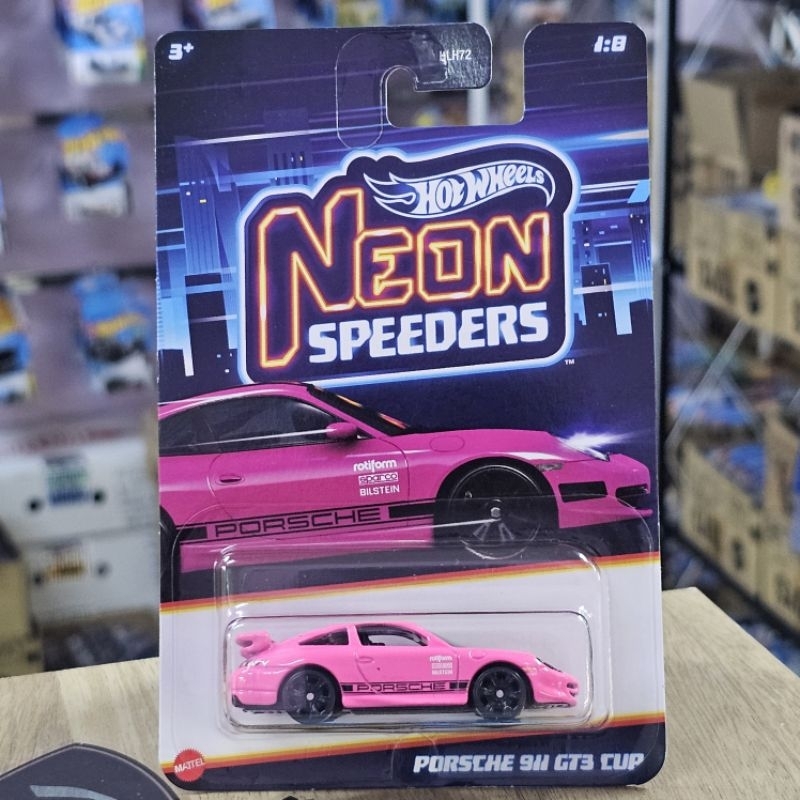 3+
1:8
HOT WHEELS
NEON
SPEEDERS
TM
rotiform
sparco
BILSTEIN
PORSCHE
rotiform
BILSTEIN
PORSCHE
MATTEL
PORSCHE 911 GT3 CUP